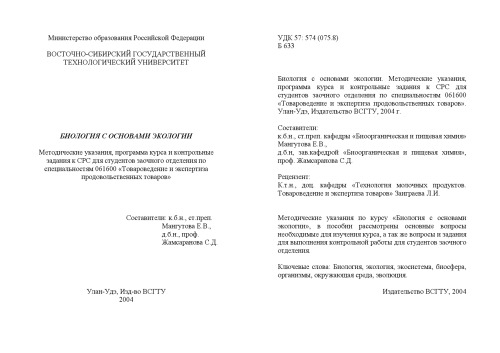 Министерство образования Российской Федерации
ВОСТОЧНО-СИБИРСКИЙ ГОСУДАРСТВЕННЫЙ
ТЕХНОЛОГИЧЕСКИЙ УНИВЕРСИТЕТ
БИОЛОГИЯ С ОСНОВАМИ ЭКОЛОГИИ
Методические указания, программа курса и контрольные
задания к СРС для студентов заочного отделения по
специальностям 061600 «Товароведение и экспертиза
продовольственных товаров»
Составители: к.б.н., ст.преп.
Мангутова Е.В.,
д.б.н., проф.
Жамсаранова С.Д.
Улан-Удэ, Изд-во ВСГТУ
2004
УДК 57: 574 (075.8)
Б 633
Биология с основами экологии. Методические указания,
программа курса и контрольные задания к СРС для
студентов заочного отделения по специальностям 061600
«Товароведение и экспертиза продовольственных товаров».
Улан-Удэ, Издательство ВСГТУ, 2004 г.
Составители:
к.б.н., ст.преп. кафедры «Биоорганическая и пищевая химия»
Мангутова Е.В.,
д.б.н, зав.кафедрой «Биоорганическая и пищевая химия»,
проф. Жамсаранова С.Д.
Рецензент:
К.т.н., доц. кафедры «Технология молочных продуктов.
Товароведение и экспертиза товаров» Заиграева Л.И.
Методические указания по курсу «Биология с основами
экологии», в пособии рассмотрены основные вопросы
необходимые для изучения курса, а так же вопросы и задания
для выполнения контрольной работы для студентов заочного
отделения.
Ключевые слова: Биология, экология, экосистема, биосфера,
организмы, окружающая среда, эволюция.
Издательство ВСГТУ, 2004